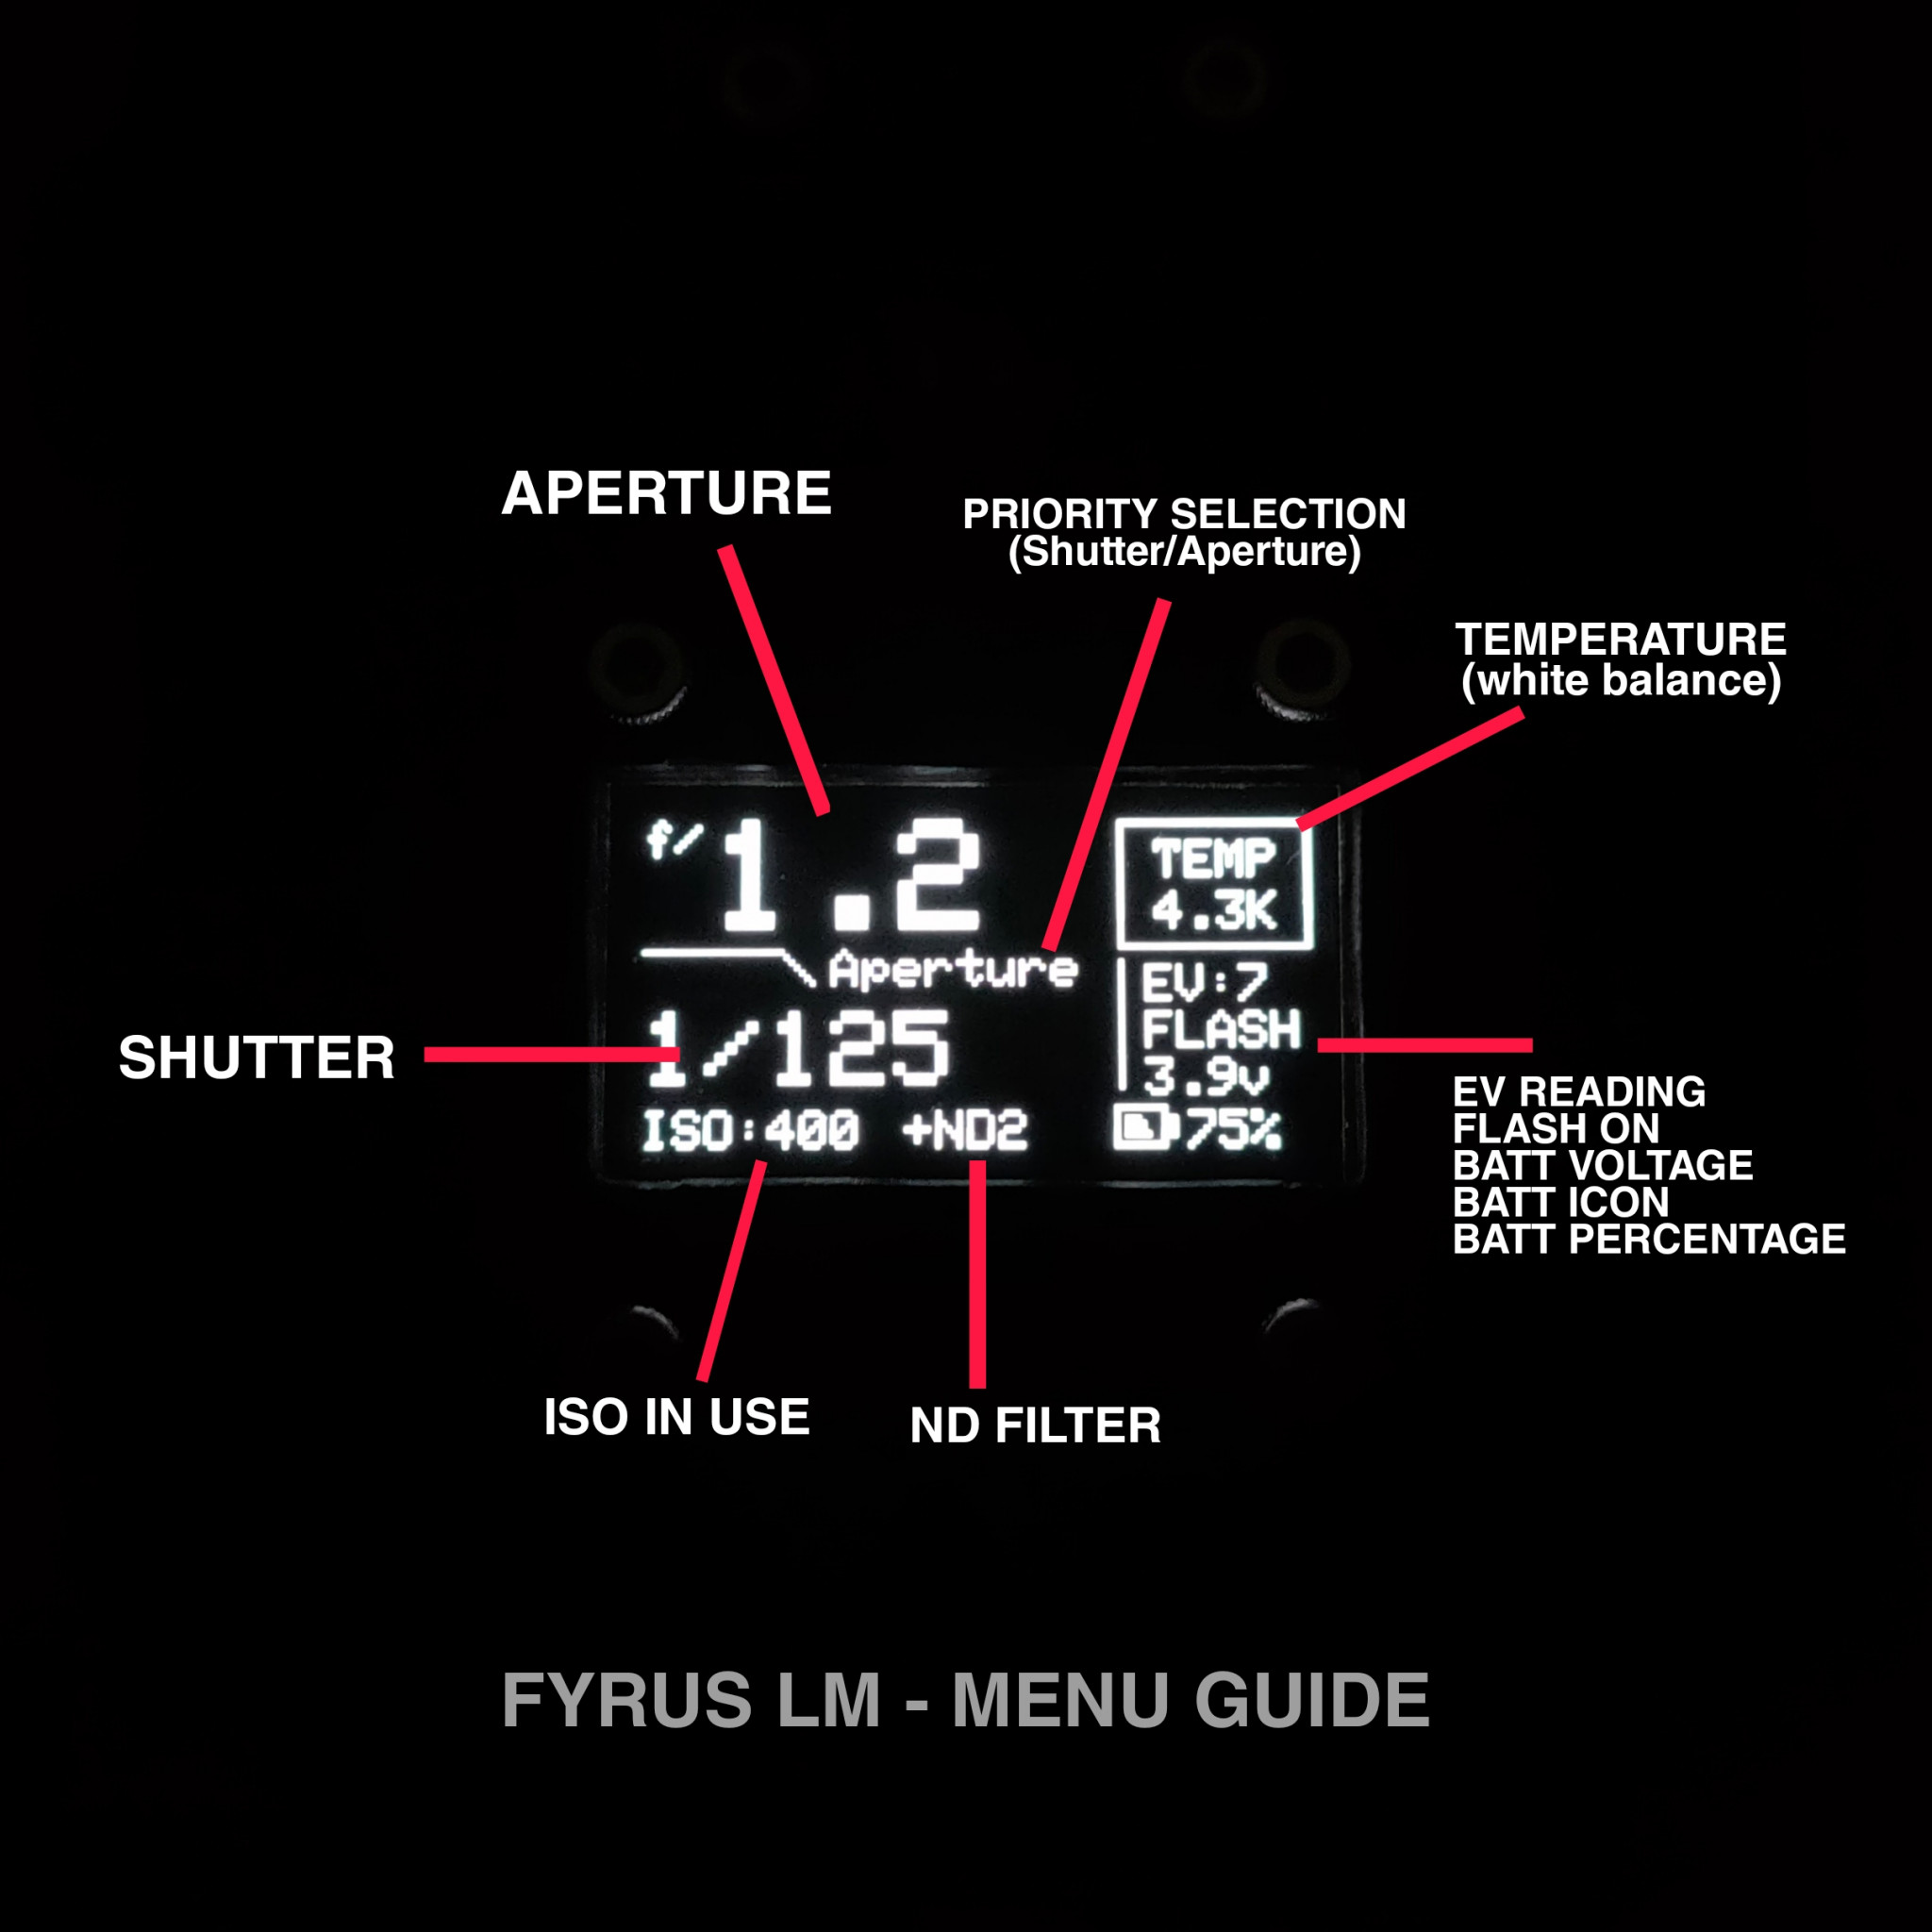 APERTURE
PRIORITY SELECTION
(Shutter/Aperture)
TEMPERATURE
(white balance)
f/1.2
TEMP
4.3K
Aperture
EV:7
FLASH
3.9v
SHUTTER
1/125
ISO:400 +ND2
75%
EV READING
FLASH ON
BATT VOLTAGE
BATT ICON
BATT PERCENTAGE
ISO IN USE
ND FILTER
FYRUS LM - MENU GUIDE